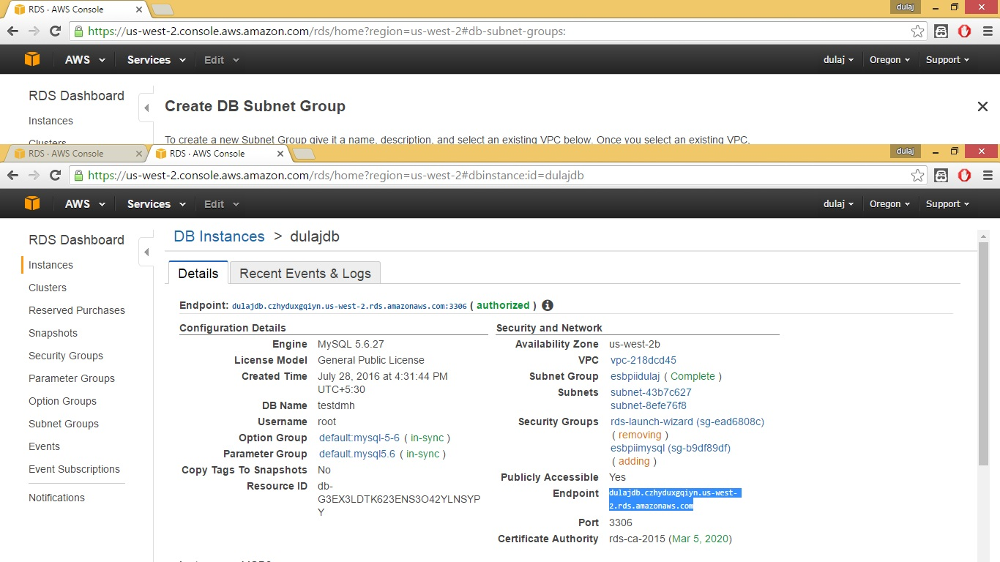 RDS · AWS Console
dulaj
https://us-west-2.console.aws.amazon.com/rds/home?region=us-west-2#db-subnet-groups:
AWS Services Edit dulaj Oregon Support
RDS Dashboard
Instances
Clusters
Create DB Subnet Group
To create a new Subnet Group give it a name, description, and select an existing VPC below. Once you select an existing VPC,
RDS · AWS Console RDS · AWS Console
dulaj
https://us-west-2.console.aws.amazon.com/rds/home?region=us-west-2#dbinstance:id=dulajdb
AWS Services Edit dulaj Oregon Support
RDS Dashboard
Instances
Clusters
Reserved Purchases
Snapshots
Security Groups
Parameter Groups
Option Groups
Subnet Groups
Events
Event Subscriptions
Notifications
DB Instances > dulajdb
Details Recent Events & Logs
Endpoint: dulajdb.czhyduxgqiyn.us-west-2.rds.amazonaws.com:3306 ( authorized )
Configuration Details
Engine MySQL 5.6.27
License Model General Public License
Created Time July 28, 2016 at 4:31:44 PM
UTC+5:30
DB Name testdmh
Username root
Option Group default:mysql-5-6 ( in-sync )
Parameter Group default.mysql5.6 ( in-sync )
Copy Tags To Snapshots No
Resource ID db-
G3EX3LDTK623ENS3O42YLNSYP
Y
Security and Network
Availability Zone us-west-2b
VPC vpc-218dcd45
Subnet Group esbpiidulaj ( Complete )
Subnets subnet-43b7c627
subnet-8efe76f8
Security Groups rds-launch-wizard (sg-ead6808c)
( removing )
esbpiimysql (sg-b9df89df)
( adding )
Publicly Accessible Yes
Endpoint dulajdb.czhyduxgqiyn.us-west-
2.rds.amazonaws.com
Port 3306
Certificate Authority rds-ca-2015 (Mar 5, 2020)